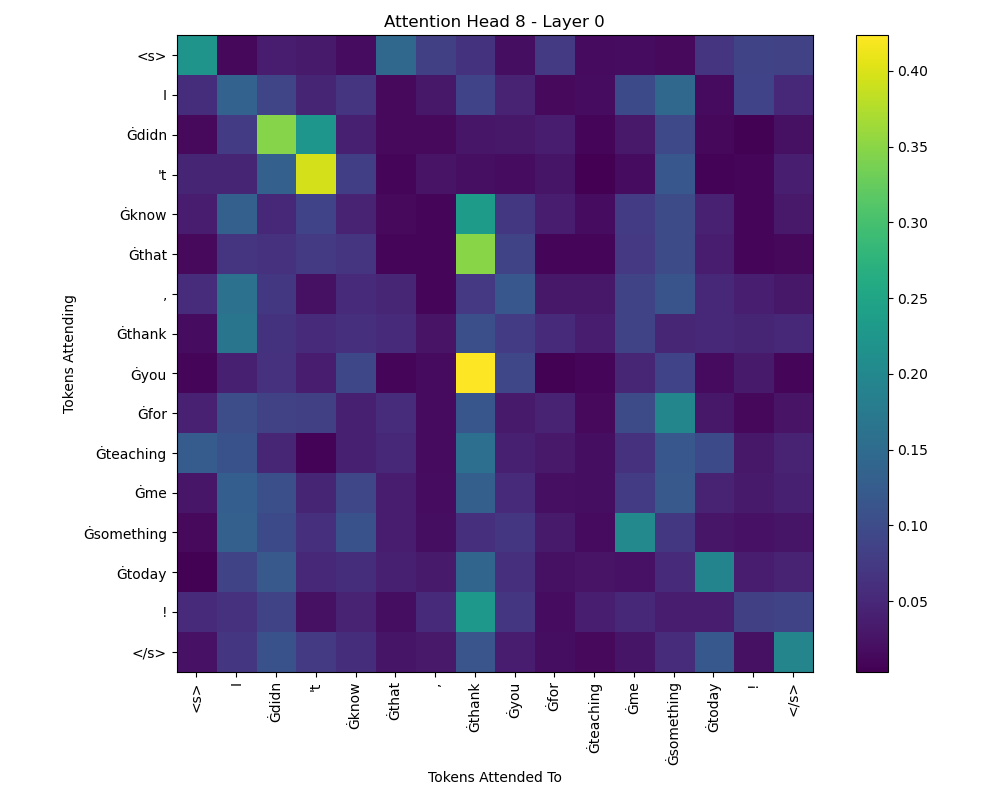 Attention Head 8 - Layer 0
Tokens Attending
<s>
I
Ġdidn
't
Ġknow
Ġthat
,
Ġthank
Ġyou
Ġfor
Ġteaching
Ġme
Ġsomething
Ġtoday
!
</s>
<s>
I
Ġdidn
't
Ġknow
Ġthat
,
Ġthank
Ġyou
Ġfor
Ġteaching
Ġme
Ġsomething
Ġtoday
!
</s>
Tokens Attended To
0.40
0.35
0.30
0.25
0.20
0.15
0.10
0.05